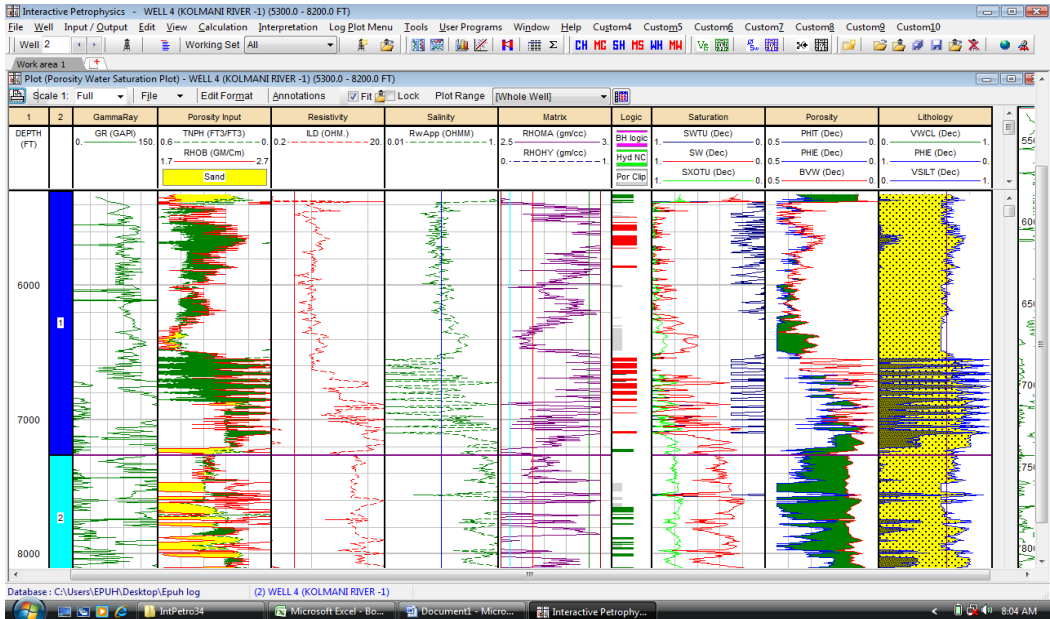 Interactive Petrophysics - WELL 4 (KOLMANI RIVER -1) (5300.0 - 8200.0 FT)
File Well Input / Output Edit View Calculation Interpretation Log Plot Menu Tools User Programs Window Help Custom4 Custom5 Custom6 Custom7 Custom8 Custom9 Custom10
Well 2 Working Set All Σ CH MC SH MS WH MW
Work area 1
Plot (Porosity Water Saturation Plot) - WELL 4 (KOLMANI RIVER -1) (5300.0 - 8200.0 FT)
Scale 1: Full File Edit Format Annotations Fit Lock Plot Range [Whole Well]
1 2 GammaRay Porosity Input Resistivity Salinity Matrix Logic Saturation Porosity Lithology
DEPTH GR (GAPI) TNPH (FT3/FT3) ILD (OHM.) RwApp (OHMM) RHOMA (gm/cc) BH logic SWTU (Dec) PHIT (Dec) VWCL (Dec)
(FT) 0. 150. 0.6 0. 0.2 20. 0.01 1. 2.5 3. 1. 0. 0.5 0. 0. 1.
RHOB (GM/Cm) RHOHY (gm/cc) Hyd NC SW (Dec) PHIE (Dec) PHIE (Dec)
1.7 2.7 0. 1. 1. 0. 0.5 0. 1. 0.
Sand Por Clip SXOTU (Dec) BVW (Dec) VSILT (Dec)
1. 0. 0.5 0. 0. 1.
6000
1
7000
2
8000
Database : C:\Users\EPUH\Desktop\Epuh log (2) WELL 4 (KOLMANI RIVER -1)
IntPetro34 Microsoft Excel - Bo... Document1 - Micro... Interactive Petrophy... 8:04 AM